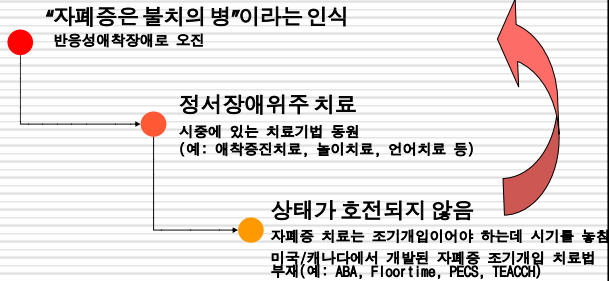 “자폐증은 불치의 병”이라는 인식
반응성애착장애로 오진
정서장애위주 치료
시중에 있는 치료기법 동원
(예: 애착증진치료, 놀이치료, 언어치료 등)
상태가 호전되지 않음
자폐증 치료는 조기개입이어야 하는데 시기를 놓침
미국/캐나다에서 개발된 자폐증 조기개입 치료법
부재(예: ABA, Floortime, PECS, TEACCH)